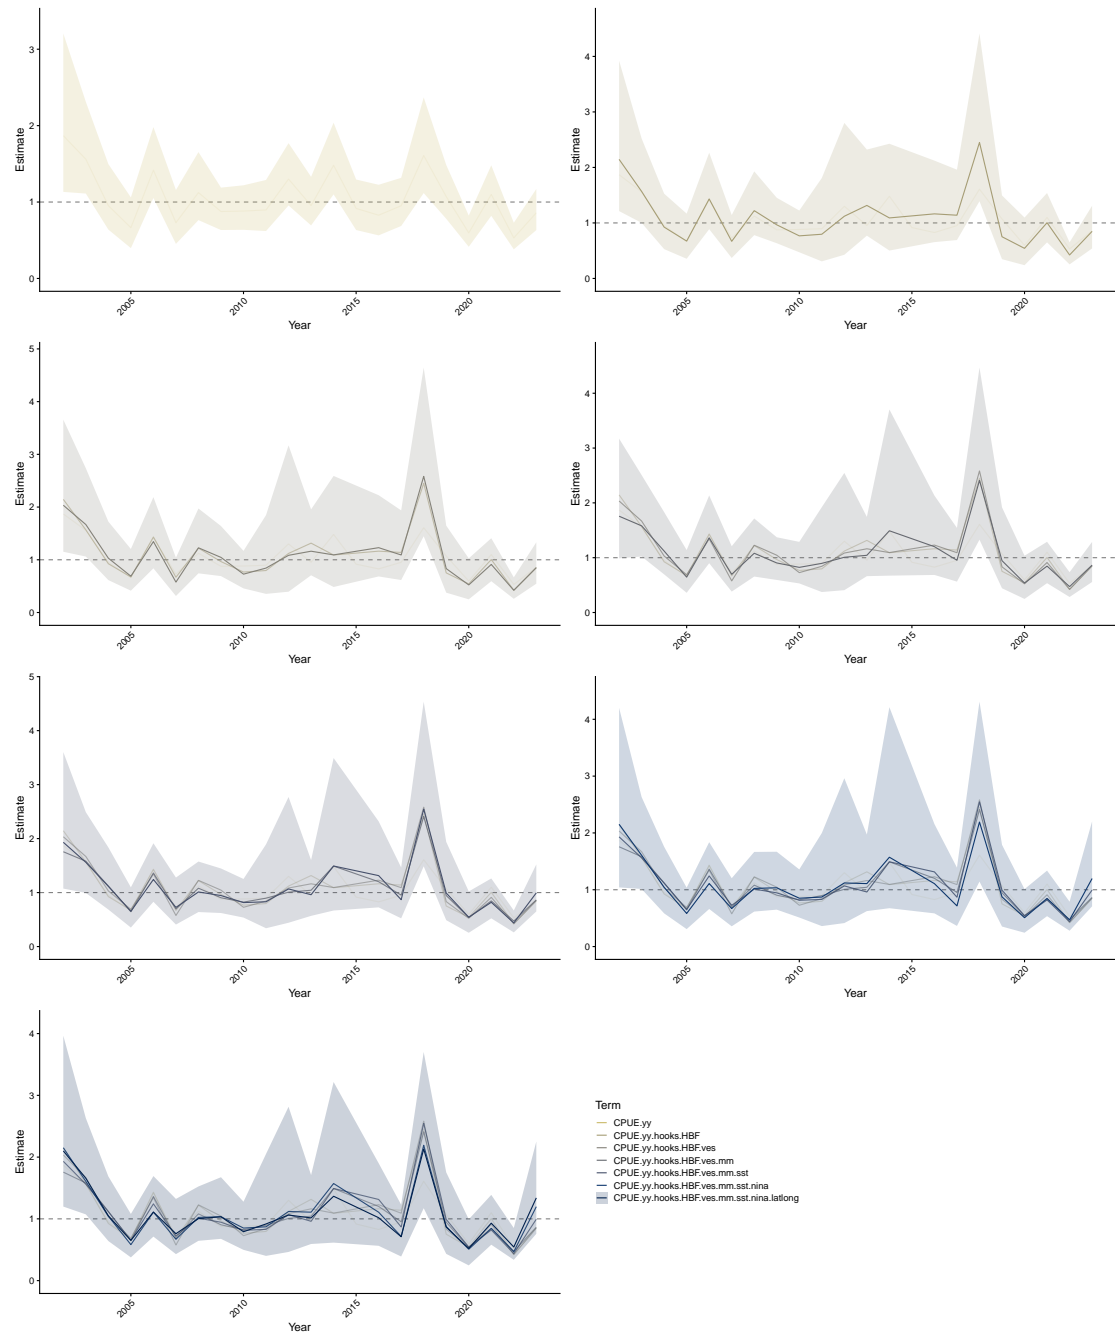 3
2
1
0
Estimate
2005
2010
2015
2020
Year
4
3
2
1
0
Estimate
2005
2010
2015
2020
Year
5
4
3
2
1
0
Estimate
2005
2010
2015
2020
Year
4
3
2
1
0
Estimate
2005
2010
2015
2020
Year
5
4
3
2
1
0
Estimate
2005
2010
2015
2020
Year
4
3
2
1
0
Estimate
2005
2010
2015
2020
Year
4
3
2
1
0
Estimate
2005
2010
2015
2020
Year
Term
CPUE.yy
CPUE.yy.hooks.HBF
CPUE.yy.hooks.HBF.ves
CPUE.yy.hooks.HBF.ves.mm
CPUE.yy.hooks.HBF.ves.mm.sst
CPUE.yy.hooks.HBF.ves.mm.sst.nina
CPUE.yy.hooks.HBF.ves.mm.sst.nina.latlong